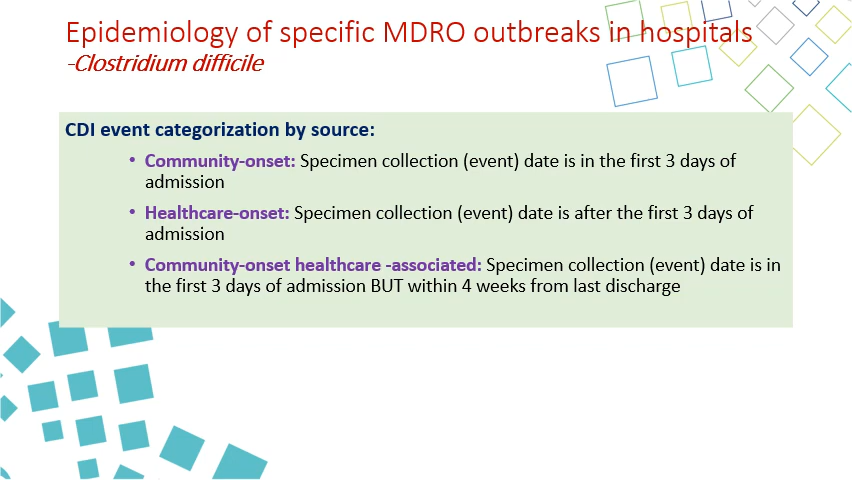 Epidemiology of specific MDRO outbreaks in hospitals
-Clostridium difficile
CDI event categorization by source:
• Community-onset: Specimen collection (event) date is in the first 3 days of
admission
• Healthcare-onset: Specimen collection (event) date is after the first 3 days of
admission
• Community-onset healthcare -associated: Specimen collection (event) date is in
the first 3 days of admission BUT within 4 weeks from last discharge